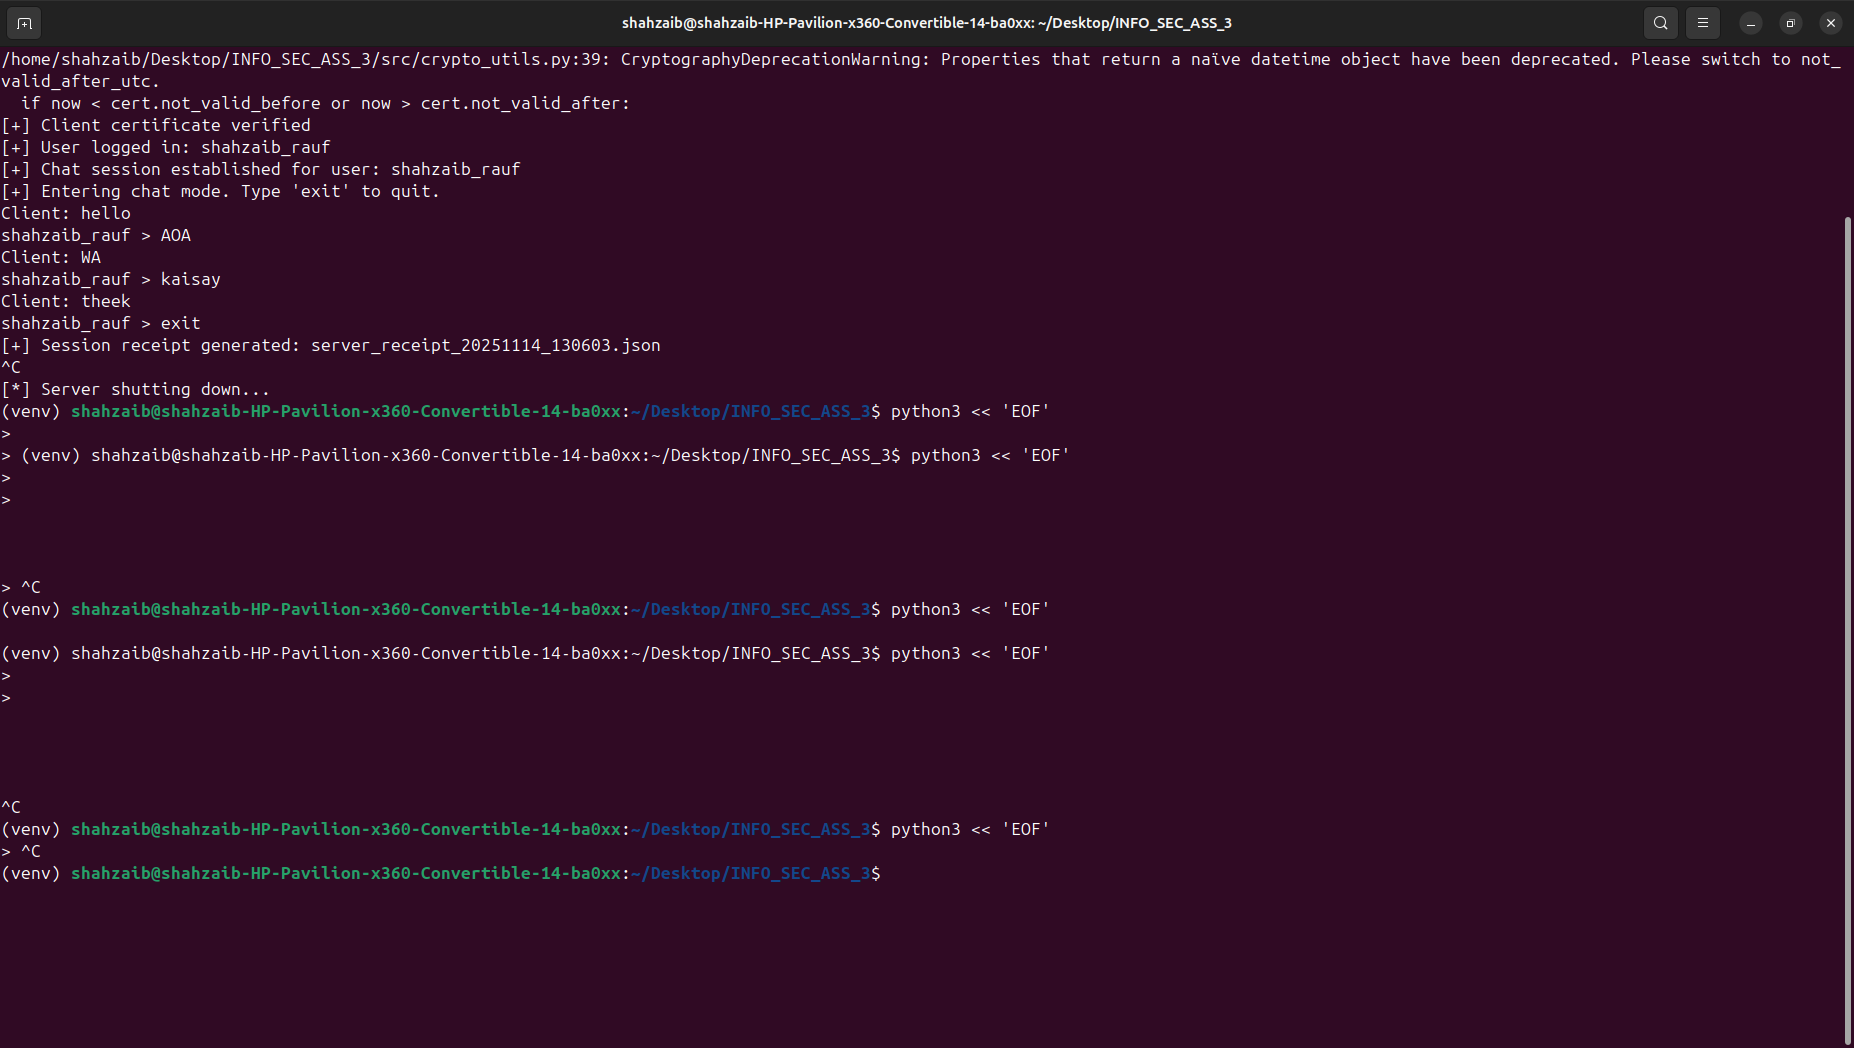 shahzaib@shahzaib-HP-Pavilion-x360-Convertible-14-ba0xx: ~/Desktop/INFO_SEC_ASS_3
/home/shahzaib/Desktop/INFO_SEC_ASS_3/src/crypto_utils.py:39: CryptographyDeprecationWarning: Properties that return a naïve datetime object have been deprecated. Please switch to not_
valid_after_utc.
  if now < cert.not_valid_before or now > cert.not_valid_after:
[+] Client certificate verified
[+] User logged in: shahzaib_rauf
[+] Chat session established for user: shahzaib_rauf
[+] Entering chat mode. Type 'exit' to quit.
Client: hello
shahzaib_rauf > AOA
Client: WA
shahzaib_rauf > kaisay
Client: theek
shahzaib_rauf > exit
[+] Session receipt generated: server_receipt_20251114_130603.json
^C
[*] Server shutting down...
(venv) shahzaib@shahzaib-HP-Pavilion-x360-Convertible-14-ba0xx:~/Desktop/INFO_SEC_ASS_3$ python3 << 'EOF'
>
> (venv) shahzaib@shahzaib-HP-Pavilion-x360-Convertible-14-ba0xx:~/Desktop/INFO_SEC_ASS_3$ python3 << 'EOF'
>
>
> ^C
(venv) shahzaib@shahzaib-HP-Pavilion-x360-Convertible-14-ba0xx:~/Desktop/INFO_SEC_ASS_3$ python3 << 'EOF'
(venv) shahzaib@shahzaib-HP-Pavilion-x360-Convertible-14-ba0xx:~/Desktop/INFO_SEC_ASS_3$ python3 << 'EOF'
>
>
^C
(venv) shahzaib@shahzaib-HP-Pavilion-x360-Convertible-14-ba0xx:~/Desktop/INFO_SEC_ASS_3$ python3 << 'EOF'
> ^C
(venv) shahzaib@shahzaib-HP-Pavilion-x360-Convertible-14-ba0xx:~/Desktop/INFO_SEC_ASS_3$